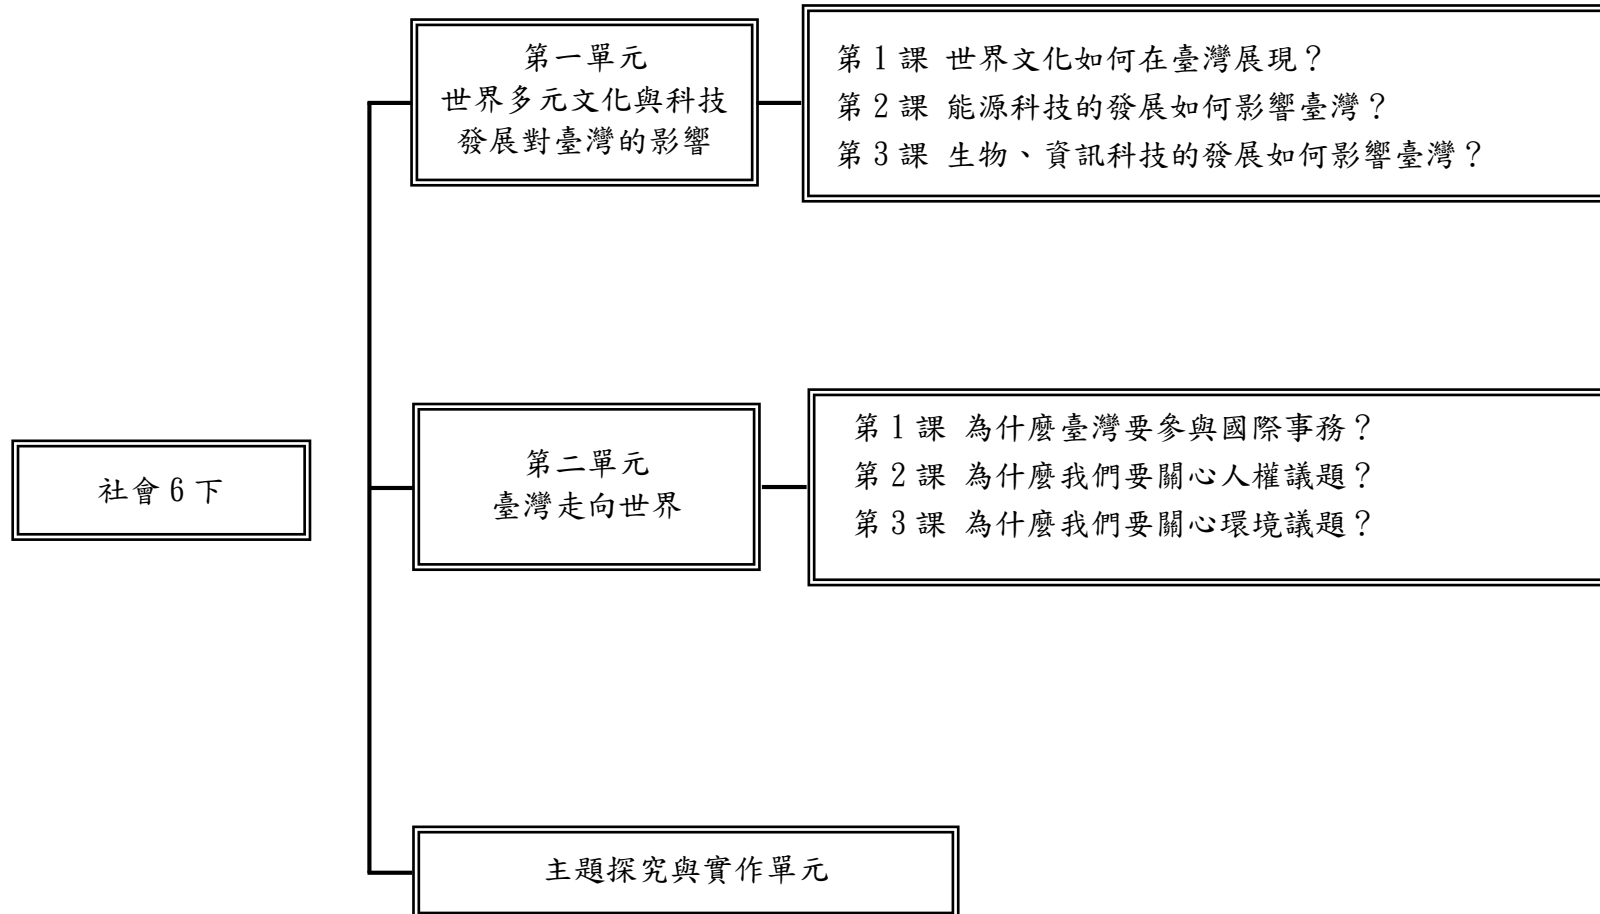 社會 6 下
第一單元
世界多元文化與科技
發展對臺灣的影響
第 1 課 世界文化如何在臺灣展現？
第 2 課 能源科技的發展如何影響臺灣？
第 3 課 生物、資訊科技的發展如何影響臺灣？
第二單元
臺灣走向世界
第 1 課 為什麼臺灣要參與國際事務？
第 2 課 為什麼我們要關心人權議題？
第 3 課 為什麼我們要關心環境議題？
主題探究與實作單元